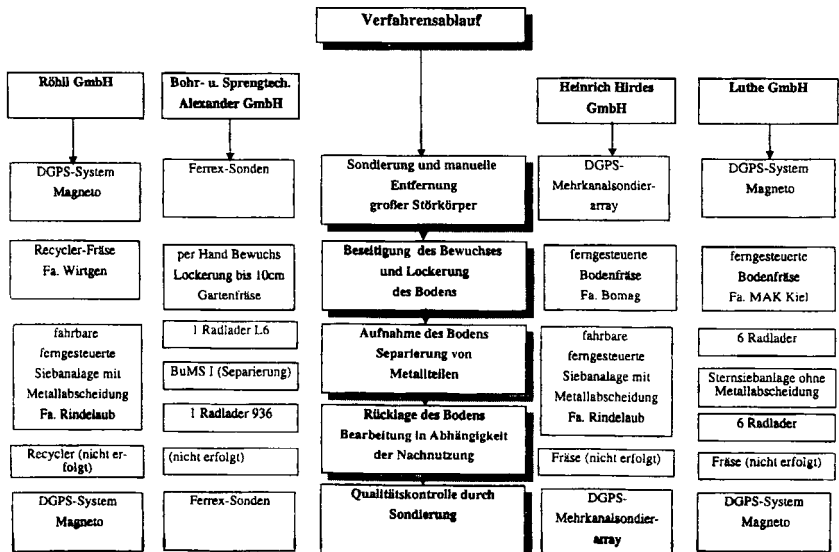 Verfahrensablauf
Röhll GmbH
Bohr- u. Sprengtech.
Alexander GmbH
Heinrich Hirdes
GmbH
Luthe GmbH
DGPS-System
Magneto
Ferrex-Sonden
Sondierung und manuelle
Entfernung
großer Störkörper
DGPS-
Mehrkanalsondier-
array
DGPS-System
Magneto
Recycler-Fräse
Fa. Wirtgen
per Hand Bewuchs
Lockerung bis 10cm
Gartenfräse
Beseitigung des Bewuchses
und Lockerung
des Bodens
ferngesteuerte
Bodenfräse
Fa. Bomag
ferngesteuerte
Bodenfräse
Fa. MAK Kiel
fahrbare
ferngesteuerte
Siebanalage mit
Metallabscheidung
Fa. Rindelaub
1 Radlader L6
BuMS I (Separierung)
1 Radlader 936
Aufnahme des Bodens
Separierung von
Metallteilen
Rücklage des Bodens
Bearbeitung in Abhängigkeit
der Nachnutzung
fahrbare
ferngesteuerte
Siebanalage mit
Metallabscheidung
Fa. Rindelaub
6 Radlader
Sternsiebanlage ohne
Metallabscheidung
6 Radlader
Recycler (nicht er-
folgt)
(nicht erfolgt)
Fräse (nicht erfolgt)
Fräse (nicht erfolgt)
DGPS-System
Magneto
Ferrex-Sonden
Qualitätskontrolle durch
Sondierung
DGPS-
Mehrkanalsondier-
array
DGPS-System
Magneto